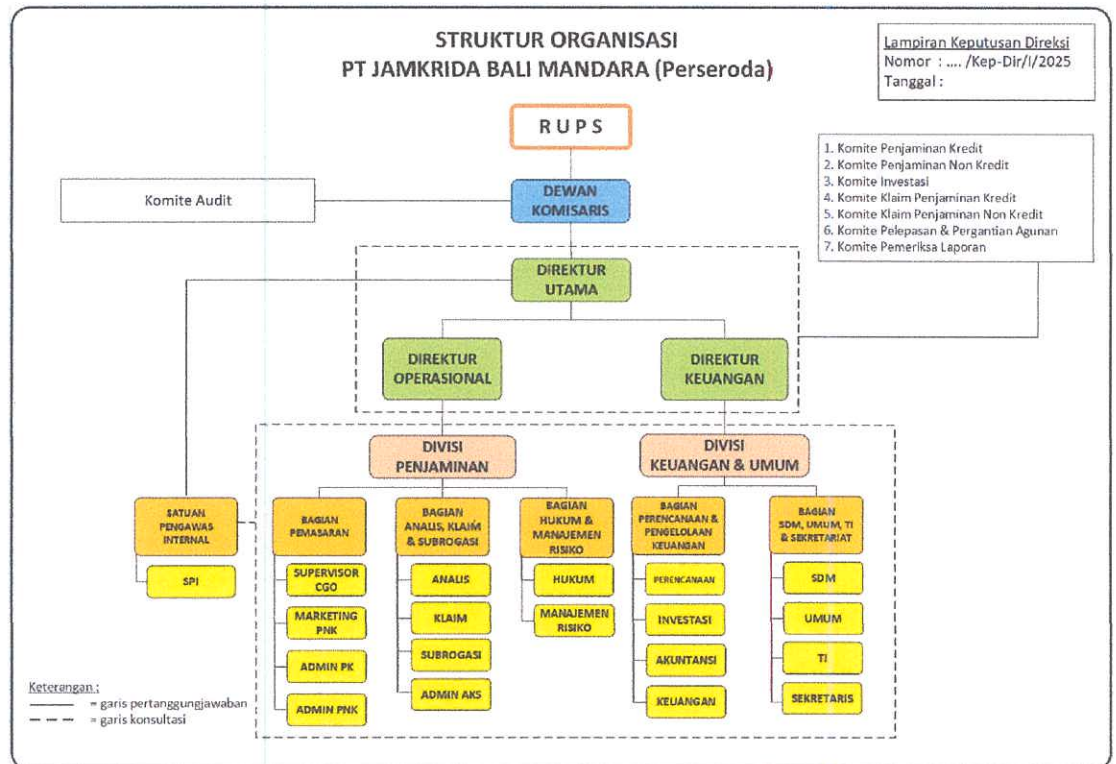 STRUKTUR ORGANISASI
PT JAMKRIDA BALI MANDARA (Perseroda)
Lampiran Keputusan Direksi
Nomor : .... /Kep-Dir/I/2025
Tanggal :
R U P S
1. Komite Penjaminan Kredit
2. Komite Penjaminan Non Kredit
3. Komite Investasi
4. Komite Klaim Penjaminan Kredit
5. Komite Klaim Penjaminan Non Kredit
6. Komite Pelepasan & Pergantian Agunan
7. Komite Pemeriksa Laporan
Komite Audit
DEWAN
KOMISARIS
DIREKTUR
UTAMA
DIREKTUR
OPERASIONAL
DIREKTUR
KEUANGAN
DIVISI
PENJAMINAN
DIVISI
KEUANGAN & UMUM
SATUAN
PENGAWAS
INTERNAL
SPI
BAGIAN
PEMASARAN
SUPERVISOR
CGO
MARKETING
PNK
ADMIN PK
ADMIN PNK
BAGIAN
ANALIS, KLAIM
& SUBROGASI
ANALIS
KLAIM
SUBROGASI
ADMIN AKS
BAGIAN
HUKUM &
MANAJEMEN
RISIKO
HUKUM
MANAJEMEN
RISIKO
BAGIAN
PERENCANAAN &
PENGELOLAAN
KEUANGAN
PERENCANAAN
INVESTASI
AKUNTANSI
KEUANGAN
BAGIAN
SDM, UMUM, TI
& SEKRETARIAT
SDM
UMUM
TI
SEKRETARIS
Keterangan :
= garis pertanggungjawaban
= garis konsultasi